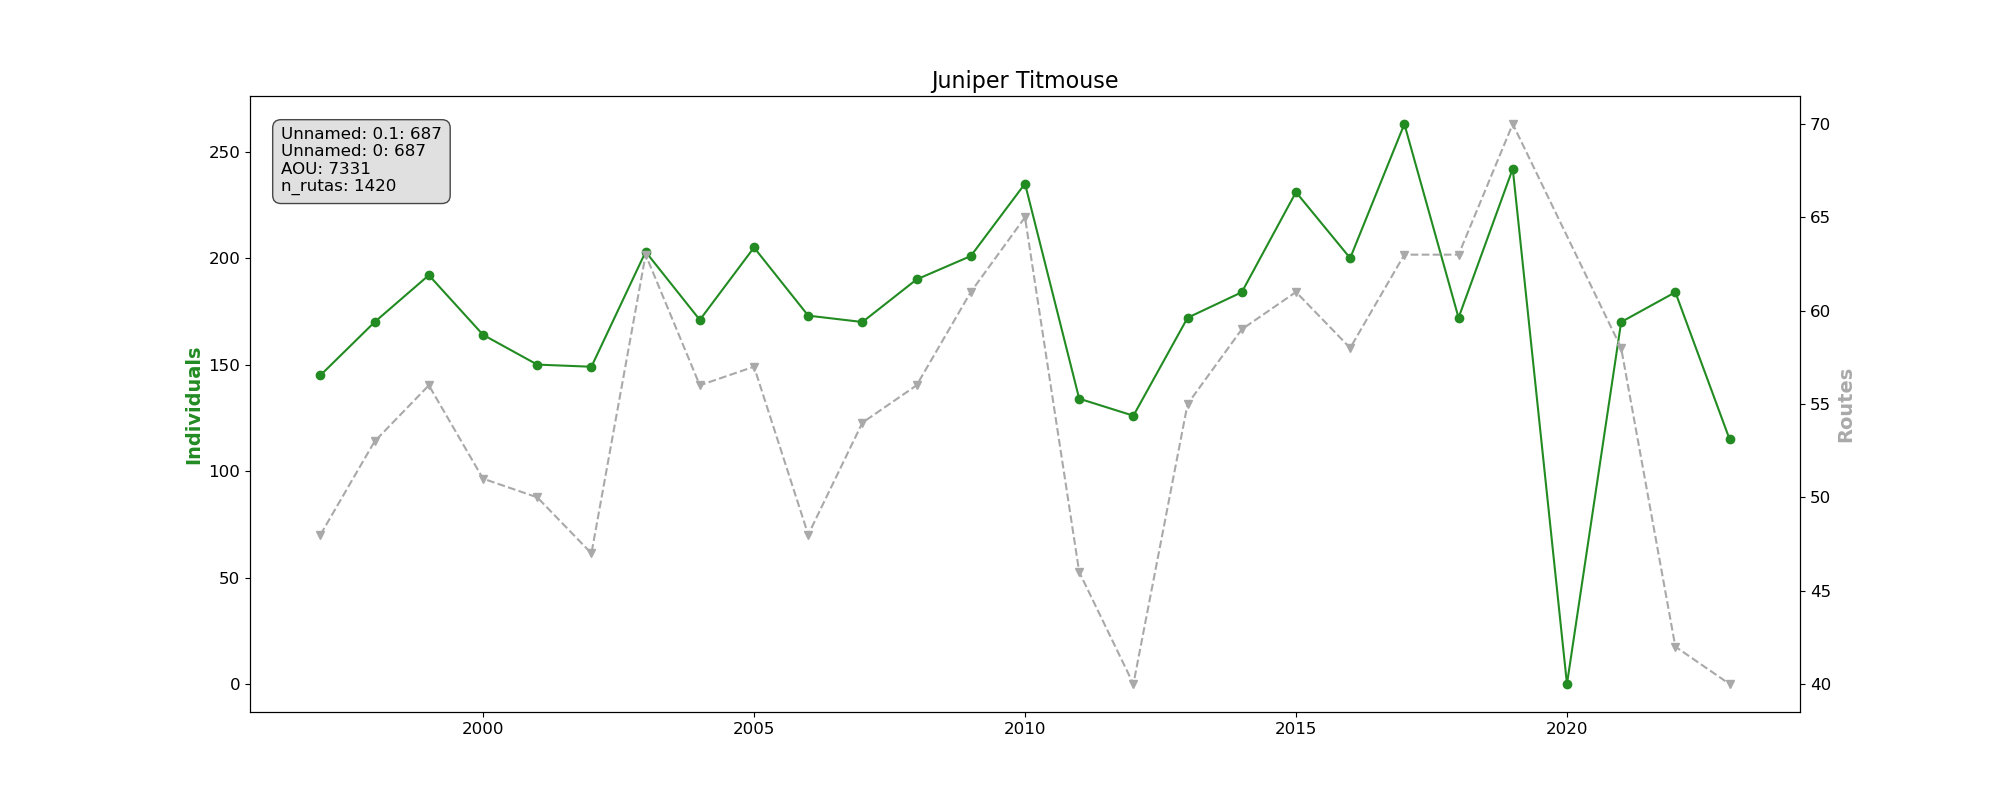 Juniper Titmouse
Unnamed: 0.1: 687
Unnamed: 0: 687
AOU: 7331
n_rutas: 1420
250
200
150
100
50
0
Individuals
70
65
60
55
50
45
40
Routes
2000
2005
2010
2015
2020